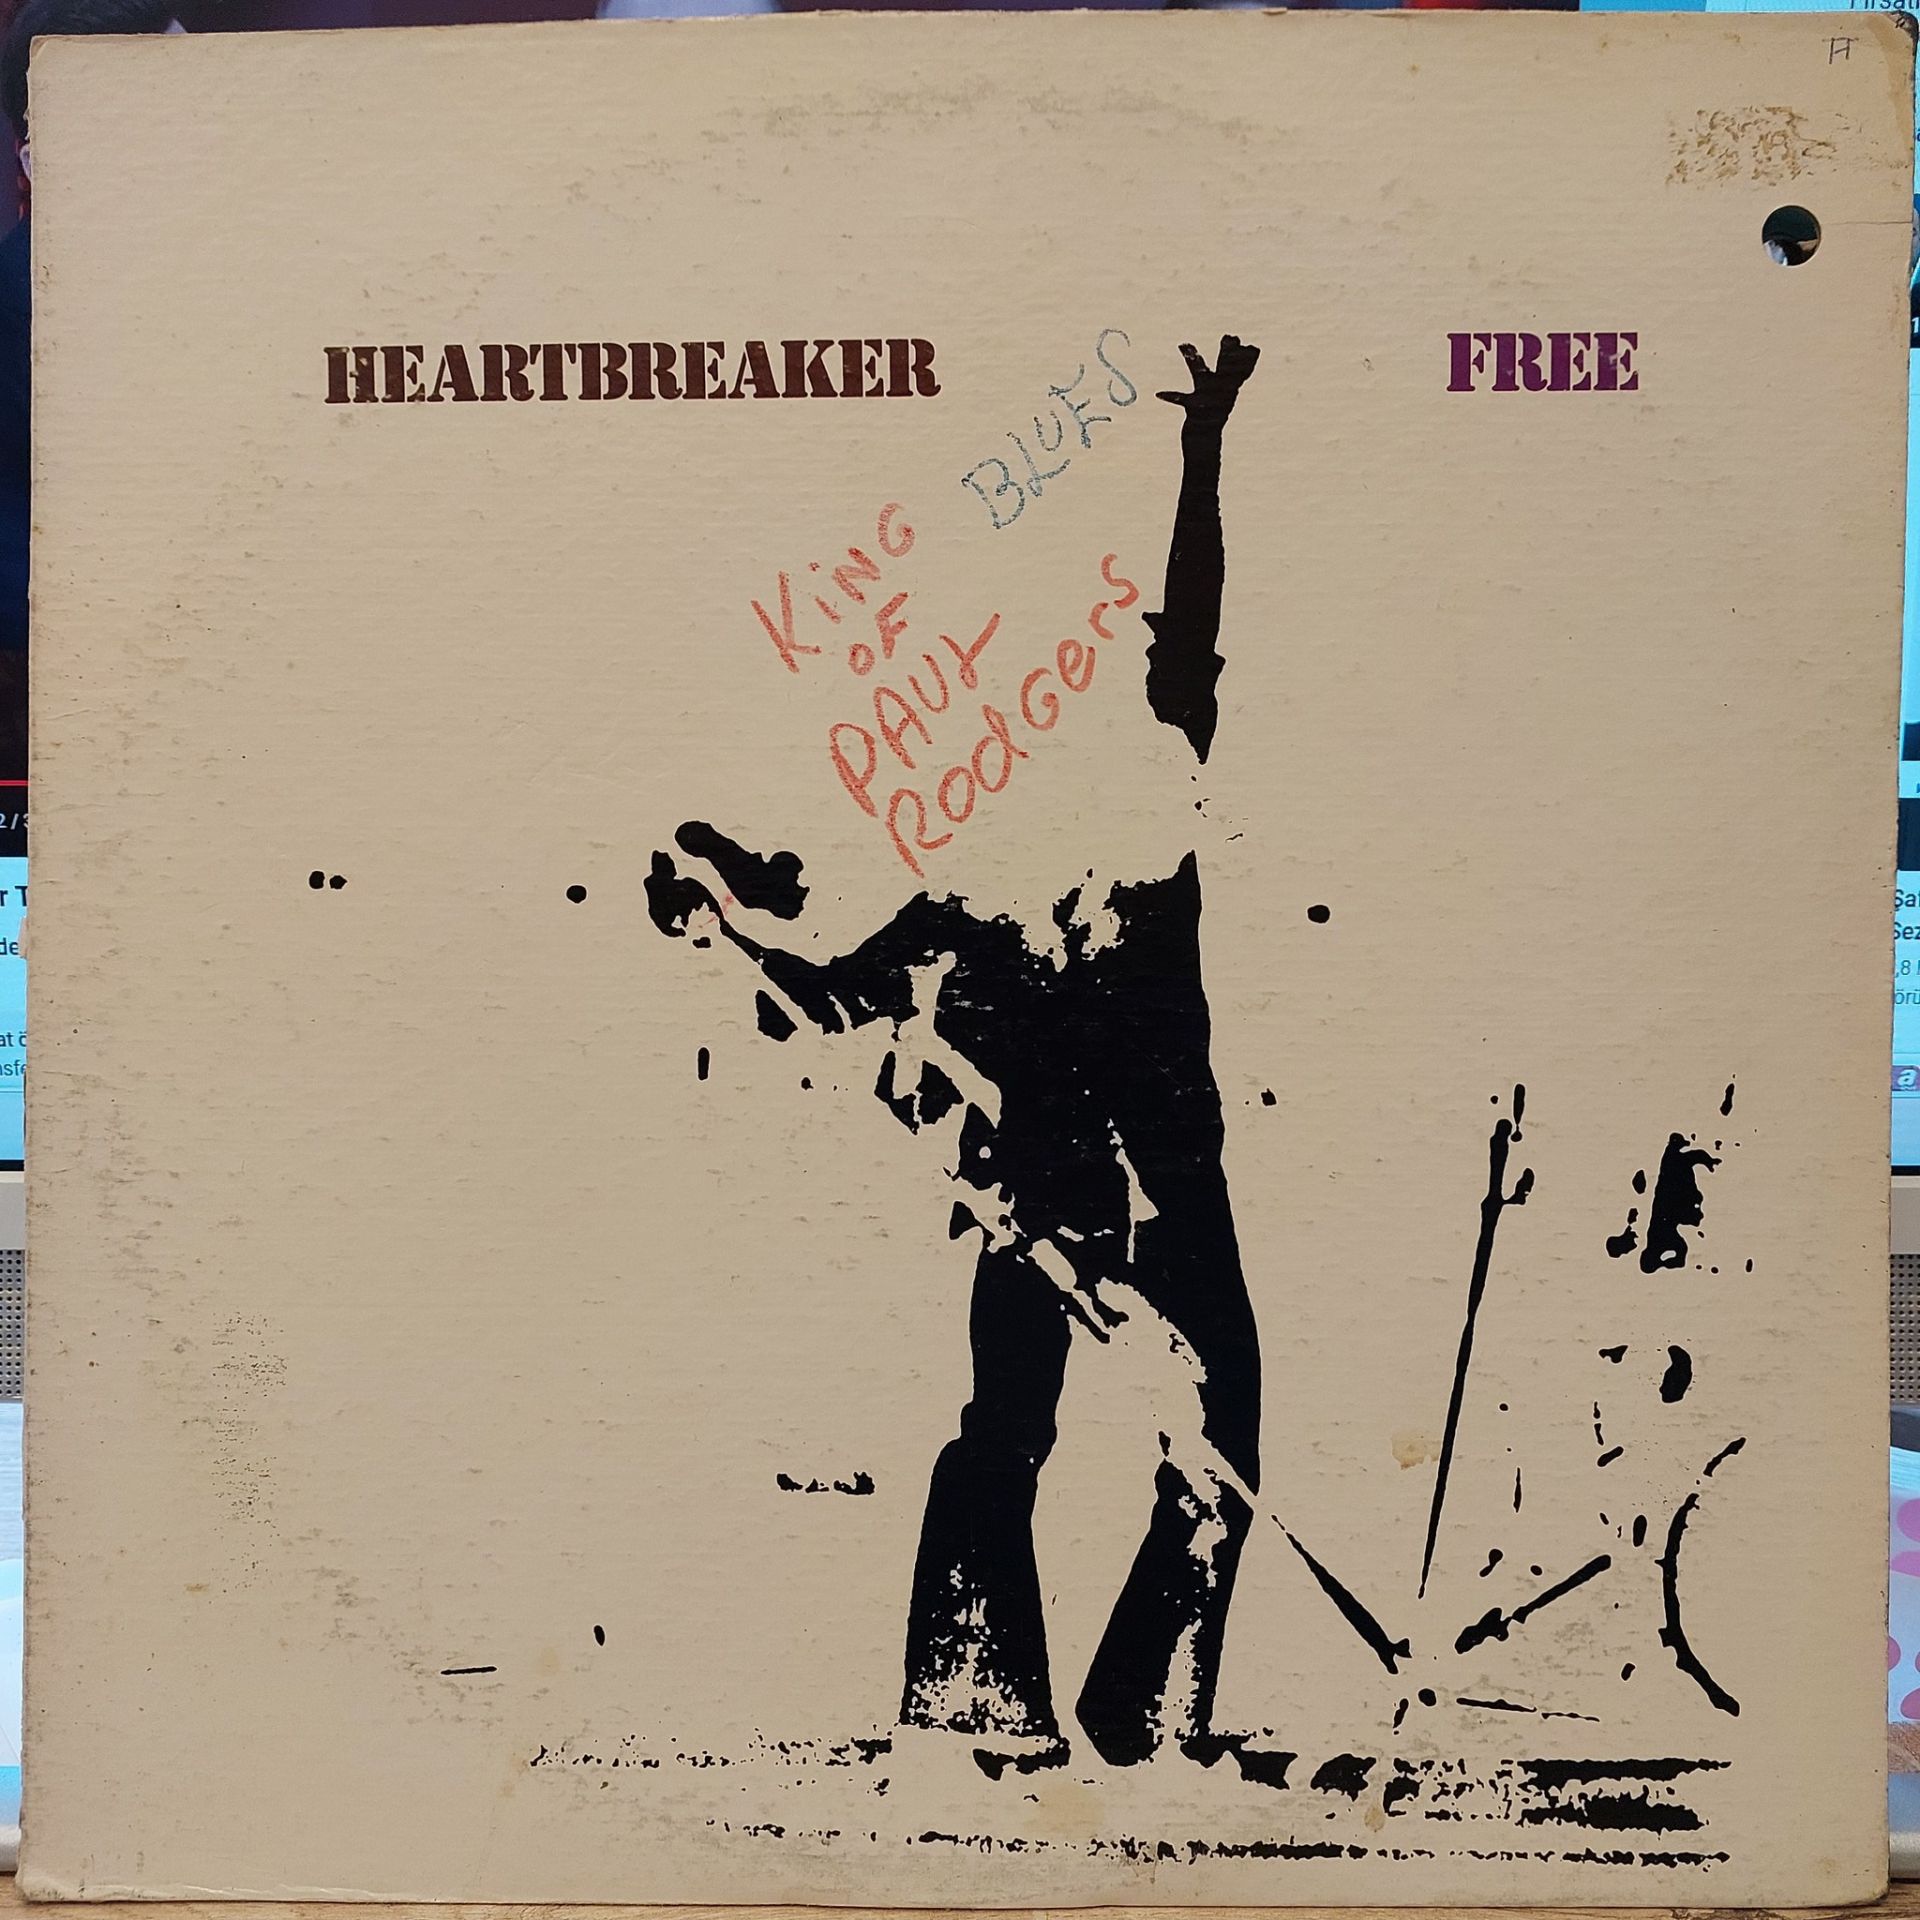 HEARTBREAKER
FREE
BLUES
KiNG
OF
PAUL
RodGers
H